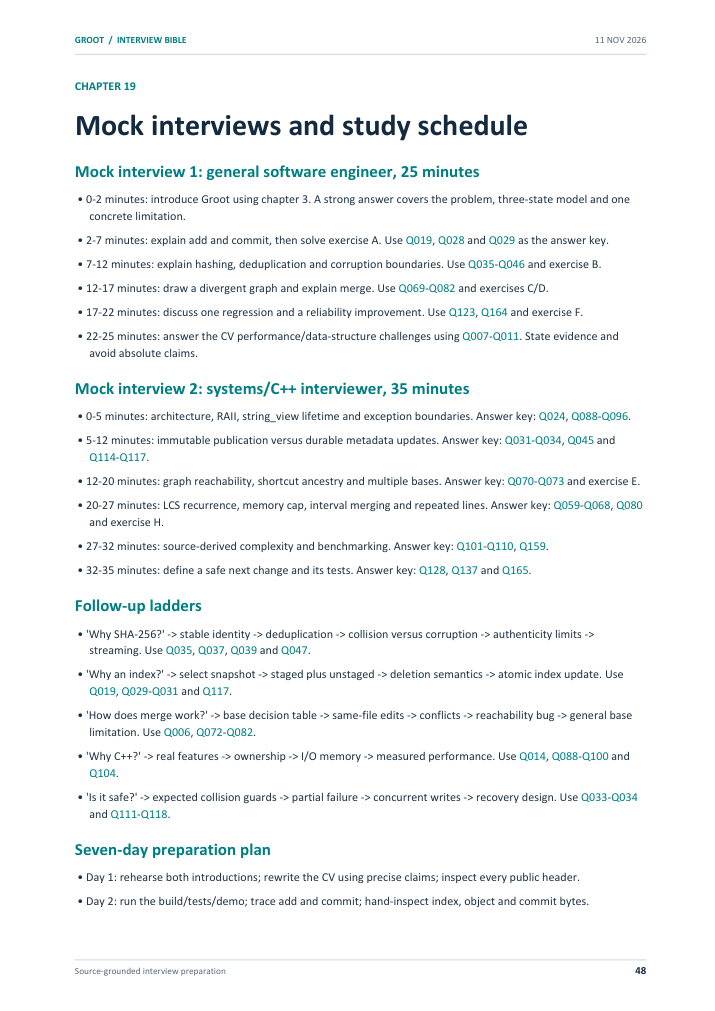 GROOT / INTERVIEW BIBLE
11 NOV 2026
CHAPTER 19
Mock interviews and study schedule
Mock interview 1: general software engineer, 25 minutes
• 0-2 minutes: introduce Groot using chapter 3. A strong answer covers the problem, three-state model and one
concrete limitation.
• 2-7 minutes: explain add and commit, then solve exercise A. Use Q019, Q028 and Q029 as the answer key.
• 7-12 minutes: explain hashing, deduplication and corruption boundaries. Use Q035-Q046 and exercise B.
• 12-17 minutes: draw a divergent graph and explain merge. Use Q069-Q082 and exercises C/D.
• 17-22 minutes: discuss one regression and a reliability improvement. Use Q123, Q164 and exercise F.
• 22-25 minutes: answer the CV performance/data-structure challenges using Q007-Q011. State evidence and
avoid absolute claims.
Mock interview 2: systems/C++ interviewer, 35 minutes
• 0-5 minutes: architecture, RAII, string_view lifetime and exception boundaries. Answer key: Q024, Q088-Q096.
• 5-12 minutes: immutable publication versus durable metadata updates. Answer key: Q031-Q034, Q045 and
Q114-Q117.
• 12-20 minutes: graph reachability, shortcut ancestry and multiple bases. Answer key: Q070-Q073 and exercise E.
• 20-27 minutes: LCS recurrence, memory cap, interval merging and repeated lines. Answer key: Q059-Q068, Q080
and exercise H.
• 27-32 minutes: source-derived complexity and benchmarking. Answer key: Q101-Q110, Q159.
• 32-35 minutes: define a safe next change and its tests. Answer key: Q128, Q137 and Q165.
Follow-up ladders
• 'Why SHA-256?' -> stable identity -> deduplication -> collision versus corruption -> authenticity limits ->
streaming. Use Q035, Q037, Q039 and Q047.
• 'Why an index?' -> select snapshot -> staged plus unstaged -> deletion semantics -> atomic index update. Use
Q019, Q029-Q031 and Q117.
• 'How does merge work?' -> base decision table -> same-file edits -> conflicts -> reachability bug -> general base
limitation. Use Q006, Q072-Q082.
• 'Why C++?' -> real features -> ownership -> I/O memory -> measured performance. Use Q014, Q088-Q100 and
Q104.
• 'Is it safe?' -> expected collision guards -> partial failure -> concurrent writes -> recovery design. Use Q033-Q034
and Q111-Q118.
Seven-day preparation plan
• Day 1: rehearse both introductions; rewrite the CV using precise claims; inspect every public header.
• Day 2: run the build/tests/demo; trace add and commit; hand-inspect index, object and commit bytes.
Source-grounded interview preparation
48